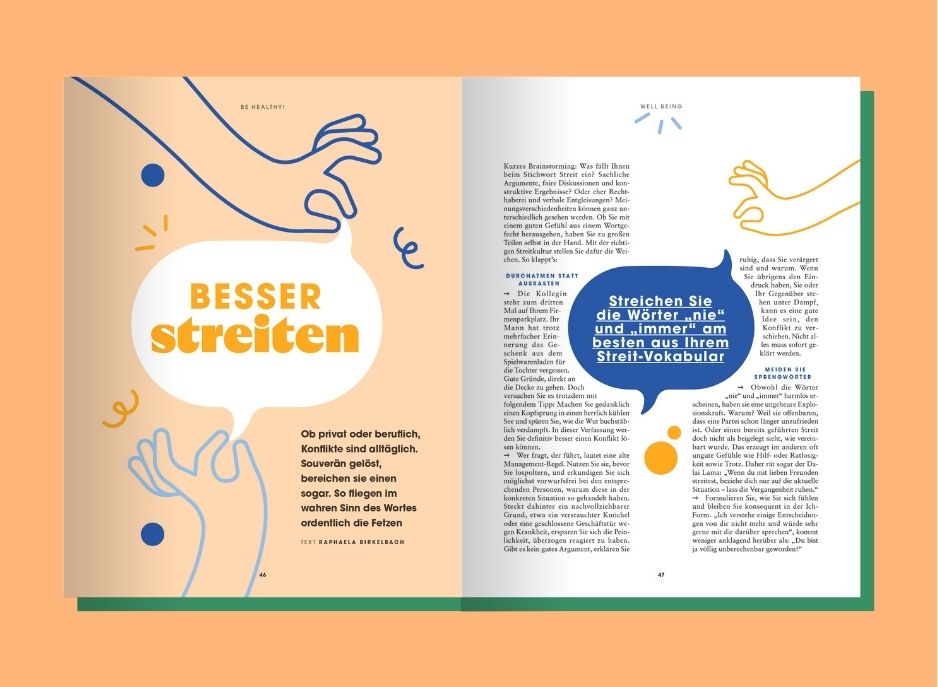 BE HEALTHY!
BESSER
streiten
Ob privat oder beruflich,
Konflikte sind alltäglich.
Souverän gelöst,
bereichern sie einen
sogar. So fliegen im
wahren Sinn des Wortes
ordentlich die Fetzen
TEXT RAPHAELA BIRKELBACH
46
WELL BEING
Kurzes Brainstorming: Was fällt Ihnen
beim Stichwort Streit ein? Sachliche
Argumente, faire Diskussionen und kon-
struktive Ergebnisse? Oder eher Recht-
haberei und verbale Entgleisungen? Mei-
nungsverschiedenheiten können ganz un-
terschiedlich gesehen werden. Ob Sie mit
einem guten Gefühl aus einem Wortge-
fecht herausgehen, haben Sie zu großen
Teilen selbst in der Hand. Mit der richti-
gen Streitkultur stellen Sie dafür die Wei-
chen. So klappt's:
DURCHATMEN STATT
AUSRASTEN
→ Die Kollegin
steht zum dritten
Mal auf Ihrem Fir-
menparkplatz. Ihr
Mann hat trotz
mehrfacher Erin-
nerung das Ge-
schenk aus dem
Spielwarenladen für
die Tochter vergessen.
Gute Gründe, direkt an
die Decke zu gehen. Doch
versuchen Sie es trotzdem mit
folgendem Tipp: Machen Sie gedanklich
einen Kopfsprung in einen herrlich kühlen
See und spüren Sie, wie die Wut buchstäb-
lich verdampft. In dieser Verfassung wer-
den Sie definitiv besser einen Konflikt lö-
sen können.
→ Wer fragt, der führt, lautet eine alte
Management-Regel. Nutzen Sie sie, bevor
Sie lospoltern, und erkundigen Sie sich
möglichst vorwurfsfrei bei den entspre-
chenden Personen, warum diese in der
konkreten Situation so gehandelt haben.
Steckt dahinter ein nachvollziehbarer
Grund, etwa ein verstauchter Knöchel
oder eine geschlossene Geschäftstür we-
gen Krankheit, ersparen Sie sich die Pein-
lichkeit, überzogen reagiert zu haben.
Gibt es kein gutes Argument, erklären Sie
Streichen Sie
die Wörter „nie“
und „immer“ am
besten aus Ihrem
Streit-Vokabular
ruhig, dass Sie verärgert
sind und warum. Wenn
Sie übrigens den Ein-
druck haben, Sie oder
Ihr Gegenüber ste-
hen unter Dampf,
kann es eine gute
Idee sein, den
Konflikt zu ver-
schieben. Nicht al-
les muss sofort ge-
klärt werden.
MEIDEN SIE
SPRENGWÖRTER
→ Obwohl die Wörter
„nie“ und „immer“ harmlos er-
scheinen, haben sie eine ungeheure Explo-
sionskraft. Warum? Weil sie offenbaren,
dass eine Partei schon länger unzufrieden
ist. Oder einen bereits geführten Streit
doch nicht als beigelegt sieht, wie verein-
bart wurde. Das erzeugt im anderen oft
ungute Gefühle wie Hilf- oder Ratlosig-
keit sowie Trotz. Daher rät sogar der Da-
lai Lama: „Wenn du mit lieben Freunden
streitest, beziehe dich nur auf die aktuelle
Situation – lass die Vergangenheit ruhen.“
→ Formulieren Sie, wie Sie sich fühlen
und bleiben Sie konsequent in der Ich-
Form. „Ich verstehe einige Entscheidun-
gen von dir nicht mehr und würde sehr
gerne mit dir darüber sprechen“, kommt
weniger anklagend herüber als: „Du bist
ja völlig unberechenbar geworden!“
47